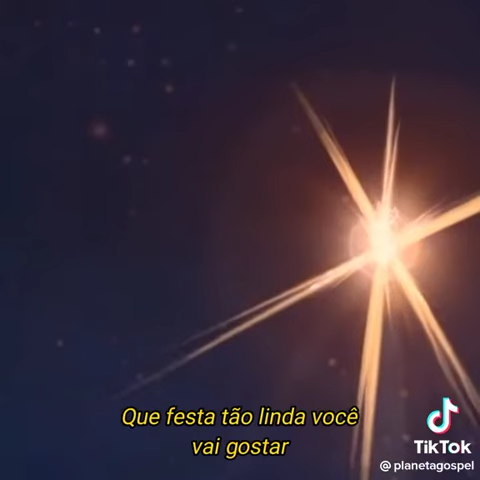 Que festa tão linda você
vai gostar
TikTok
@ planetagospel